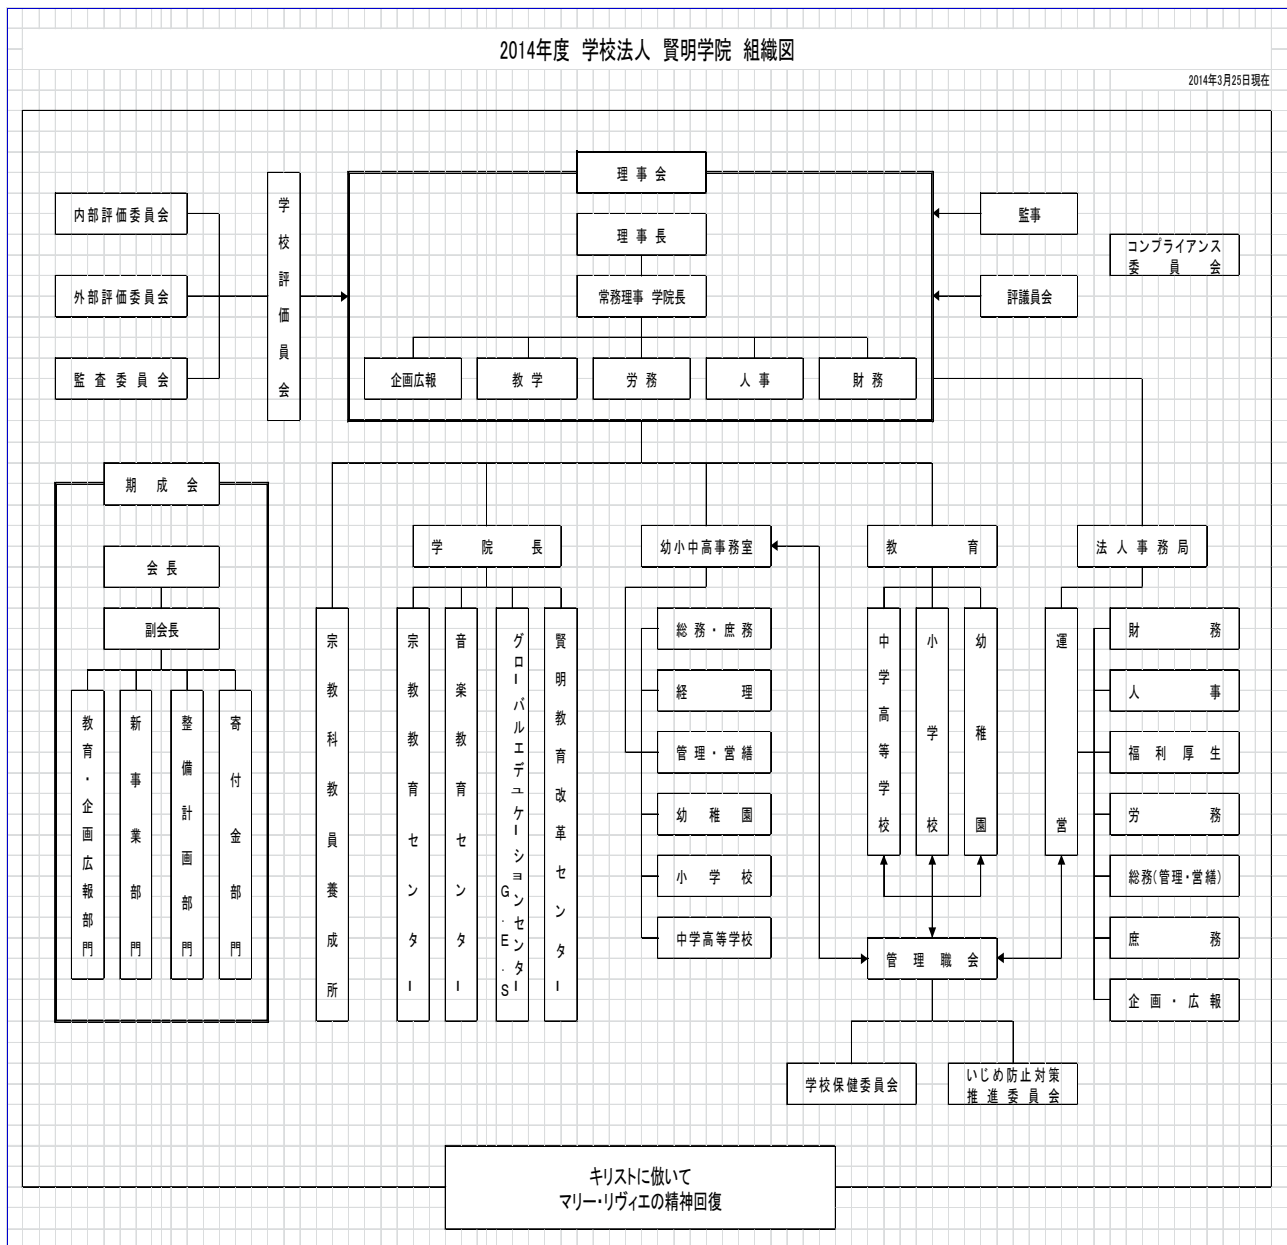 2014年度 学校法人 賢明学院 組織図
2014年3月25日現在
理事会
理事長
常務理事 学院長
企画広報
教学
労務
人事
財務
内部評価委員会
外部評価委員会
監査委員会
学校評価員会
監事
評議員会
コンプライアンス
委員会
期成会
会長
副会長
教育・企画広報部門
新事業部門
整備計画部門
寄付金部門
宗教科教員養成所
学院長
宗教教育センター
音楽教育センター
グローバルエデュケーションセンター
G.E.S
賢明教育改革センター
幼小中高事務室
総務・庶務
経理
管理・営繕
幼稚園
小学校
中学高等学校
教育
中学高等学校
小学校
幼稚園
管理職会
学校保健委員会
いじめ防止対策
推進委員会
法人事務局
運営
財務
人事
福利厚生
労務
総務(管理・営繕)
庶務
企画・広報
キリストに倣いて
マリー・リヴィエの精神回復